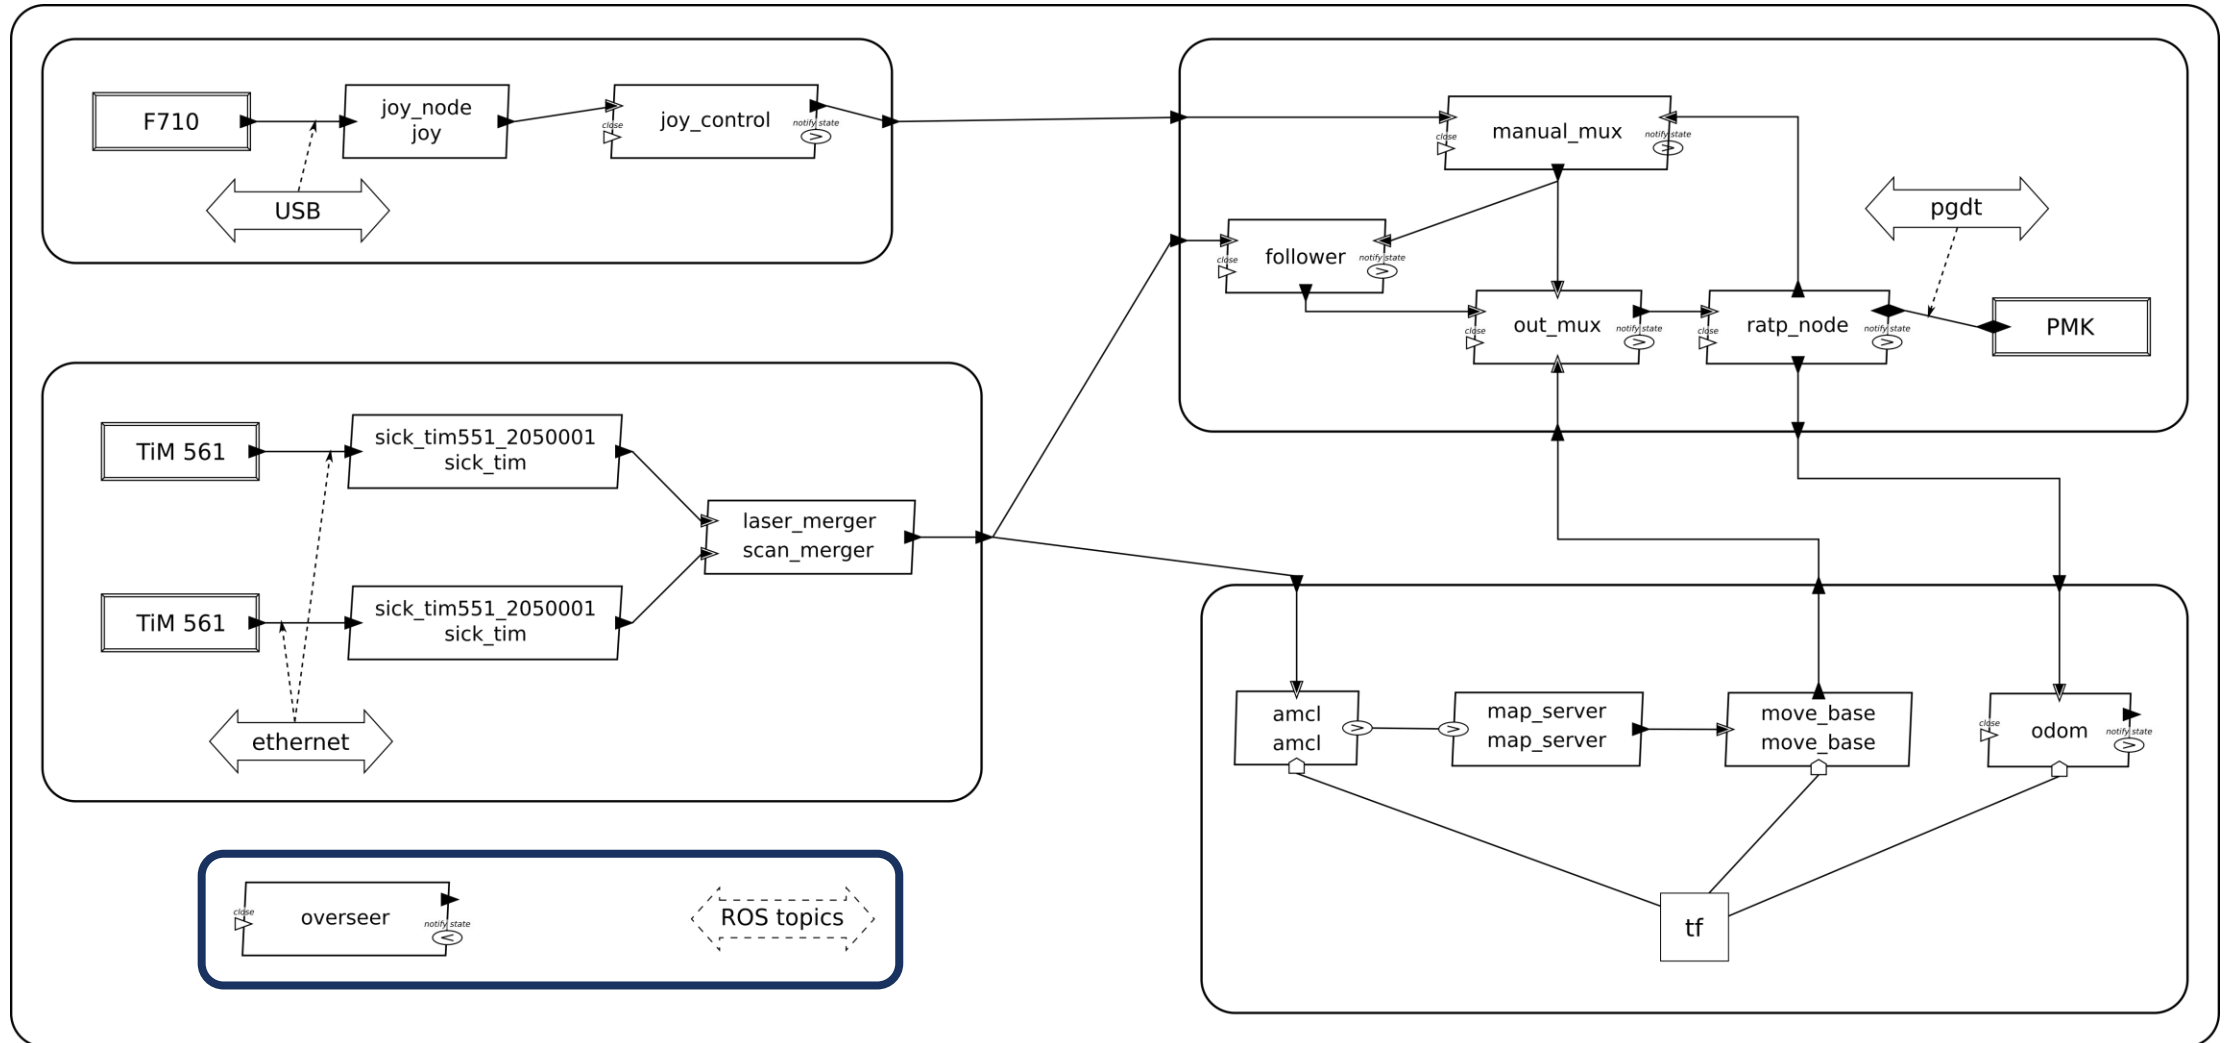 F710
joy_node
joy
close
joy_control
notify state
USB
close
manual_mux
notify state
close
follower
notify state
pgdt
close
out_mux
notify state
close
ratp_node
notify state
PMK
TiM 561
sick_tim551_2050001
sick_tim
laser_merger
scan_merger
TiM 561
sick_tim551_2050001
sick_tim
ethernet
amcl
amcl
map_server
map_server
move_base
move_base
close
odom
notify state
tf
close
overseer
notify state
ROS topics